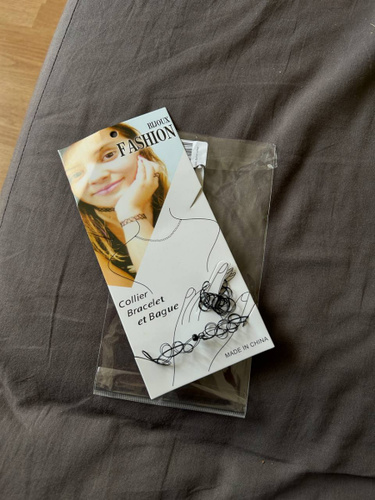 BIJOUX
FASHION
Collier
Bracelet
et Bague
MADE IN CHINA